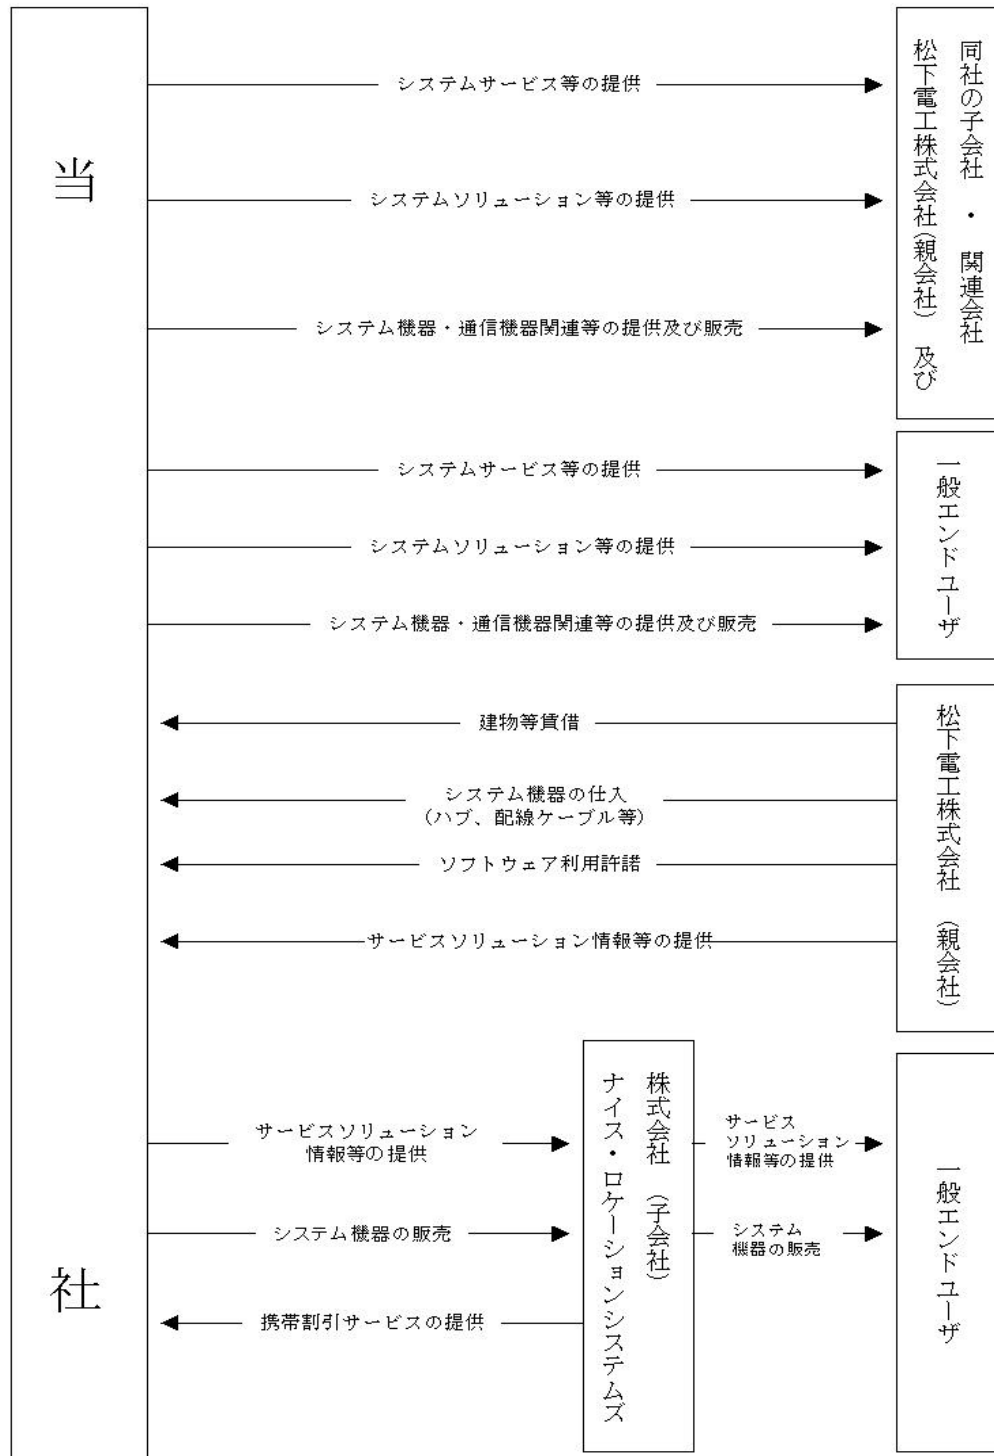 当社
システムサービス等の提供
システムソリューション等の提供
システム機器・通信機器関連等の提供及び販売
松下電工株式会社(親会社) 及び
同社の子会社 ・ 関連会社
システムサービス等の提供
システムソリューション等の提供
システム機器・通信機器関連等の提供及び販売
一般エンドユーザ
建物等賃借
システム機器の仕入
(ハブ、配線ケーブル等)
ソフトウェア利用許諾
サービスソリューション情報等の提供
松下電工株式会社 (親会社)
サービスソリューション
情報等の提供
システム機器の販売
携帯割引サービスの提供
ナイス・ロケーションシステムズ
株式会社 (子会社)
サービス
ソリューション
情報等の提供
システム
機器の販売
一般エンドユーザ